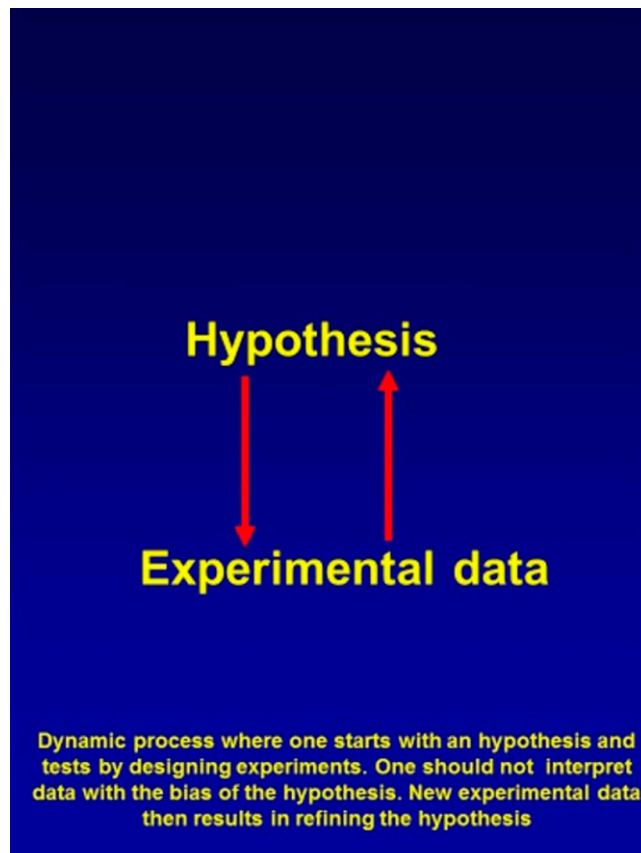 Hypothesis
Experimental data
Dynamic process where one starts with an hypothesis and
tests by designing experiments. One should not interpret
data with the bias of the hypothesis. New experimental data
then results in refining the hypothesis